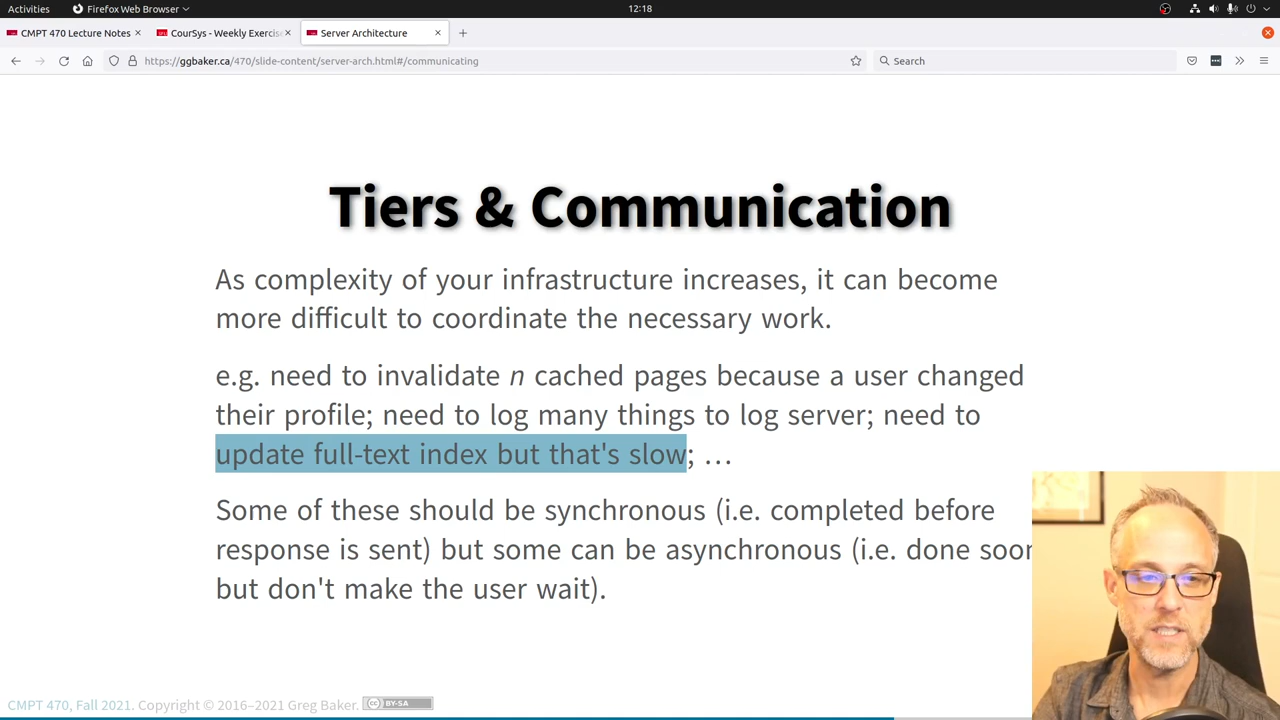 Activities Firefox Web Browser 12:18
CMPT 470 Lecture Notes CourSys - Weekly Exercis Server Architecture
https://ggbaker.ca/470/slide-content/server-arch.html#/communicating Search
Tiers & Communication
As complexity of your infrastructure increases, it can become
more difficult to coordinate the necessary work.
e.g. need to invalidate n cached pages because a user changed
their profile; need to log many things to log server; need to
update full-text index but that's slow; …
Some of these should be synchronous (i.e. completed before
response is sent) but some can be asynchronous (i.e. done soon
but don't make the user wait).
CMPT 470, Fall 2021. Copyright © 2016–2021 Greg Baker. CC BY-SA